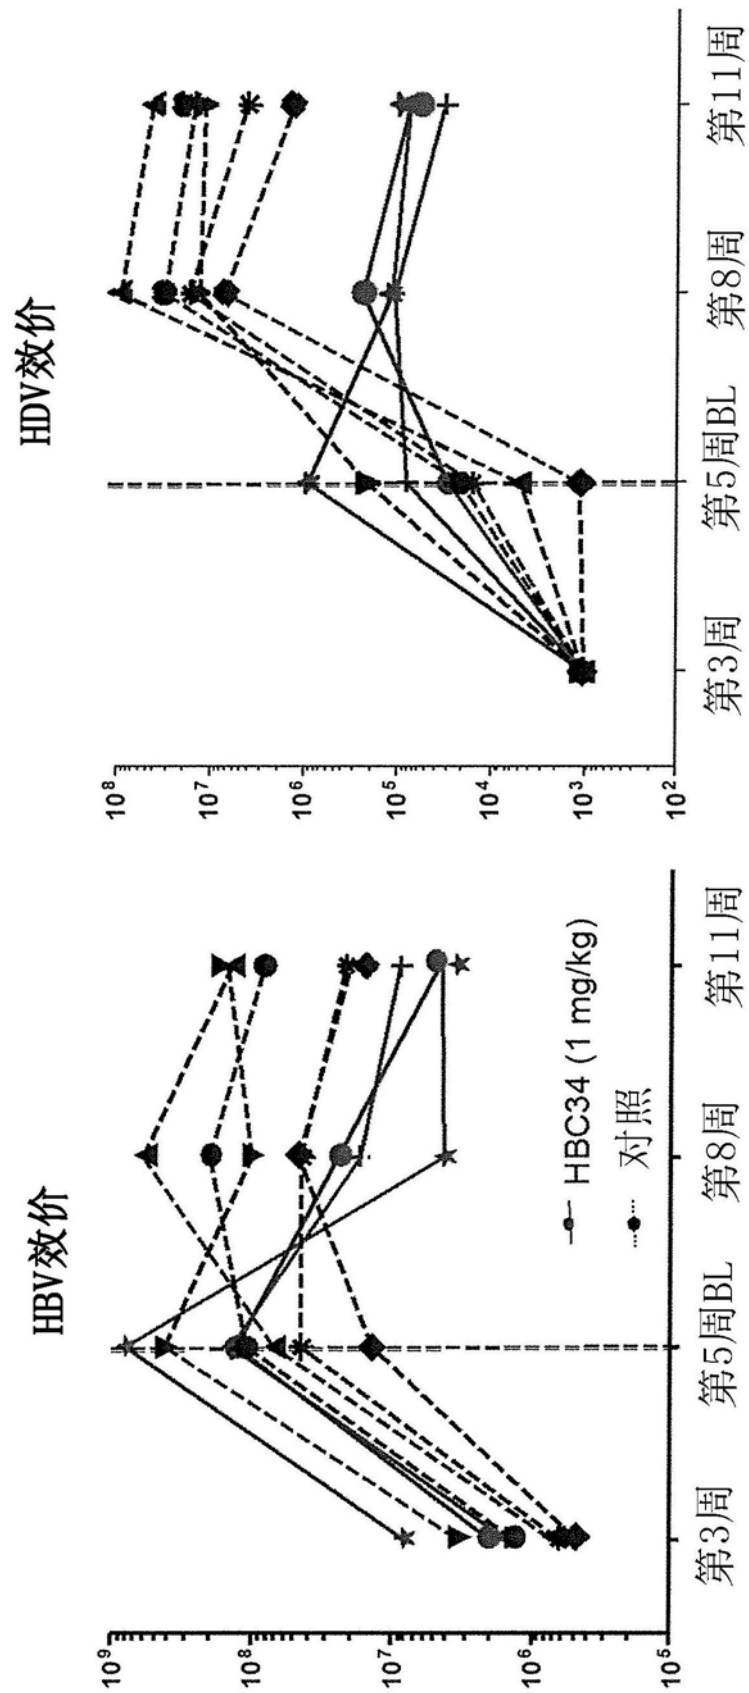 HBV效价
10⁹
10⁸
10⁷
10⁶
10⁵
第3周
第5周BL
第8周
第11周
HBC34 (1 mg/kg)
对照
HDV效价
10⁸
10⁷
10⁶
10⁵
10⁴
10³
10²
第3周
第5周BL
第8周
第11周